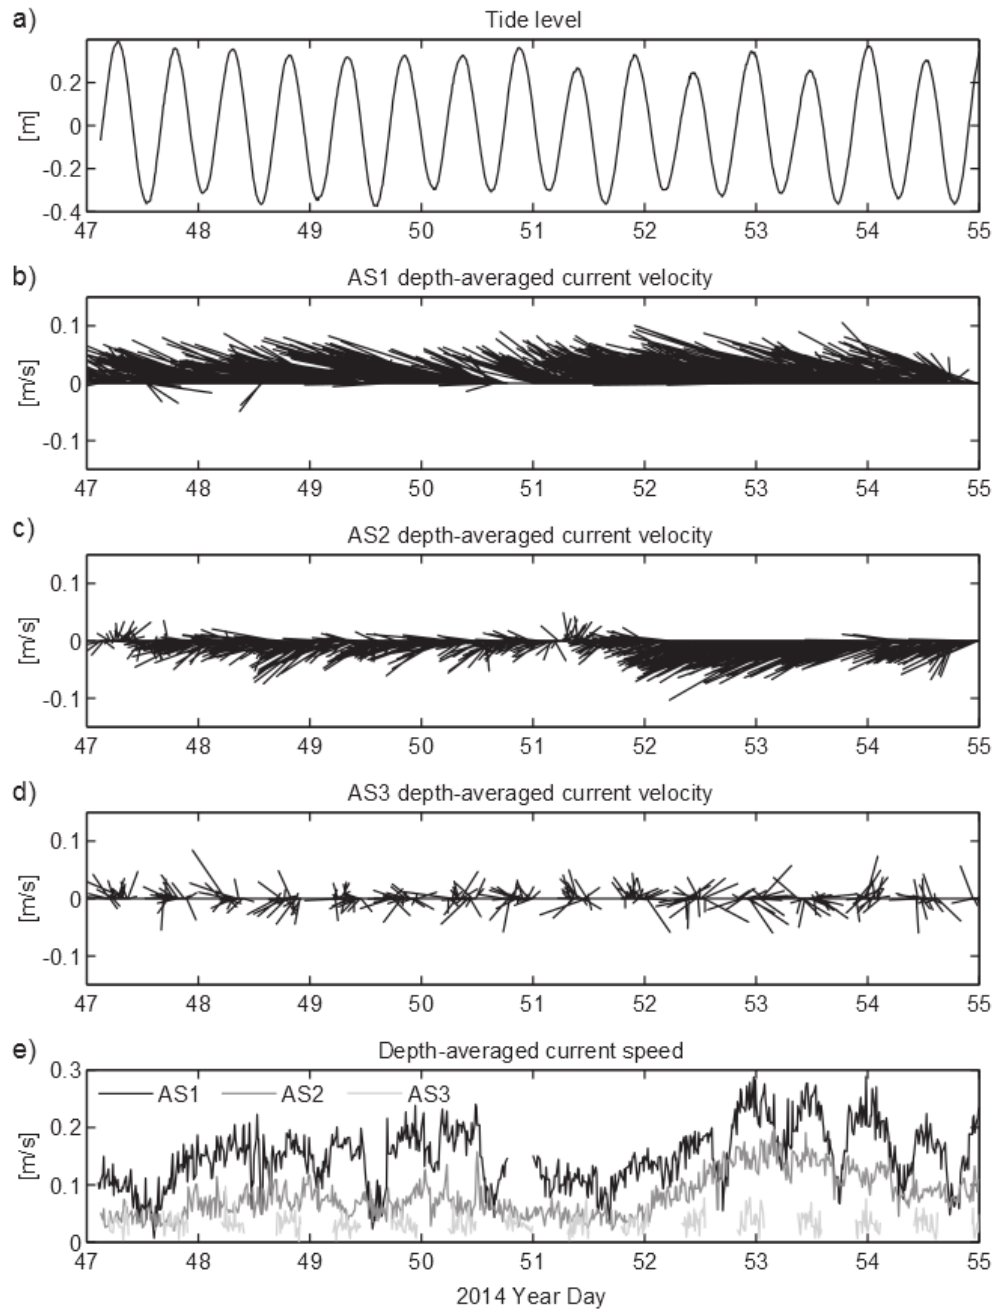 a)
Tide level
[m]
0.2
0
-0.2
-0.4
47 48 49 50 51 52 53 54 55
b)
AS1 depth-averaged current velocity
[m/s]
0.1
0
-0.1
47 48 49 50 51 52 53 54 55
c)
AS2 depth-averaged current velocity
[m/s]
0.1
0
-0.1
47 48 49 50 51 52 53 54 55
d)
AS3 depth-averaged current velocity
[m/s]
0.1
0
-0.1
47 48 49 50 51 52 53 54 55
e)
Depth-averaged current speed
[m/s]
0.3
AS1 AS2 AS3
0.2
0.1
0
47 48 49 50 51 52 53 54 55
2014 Year Day